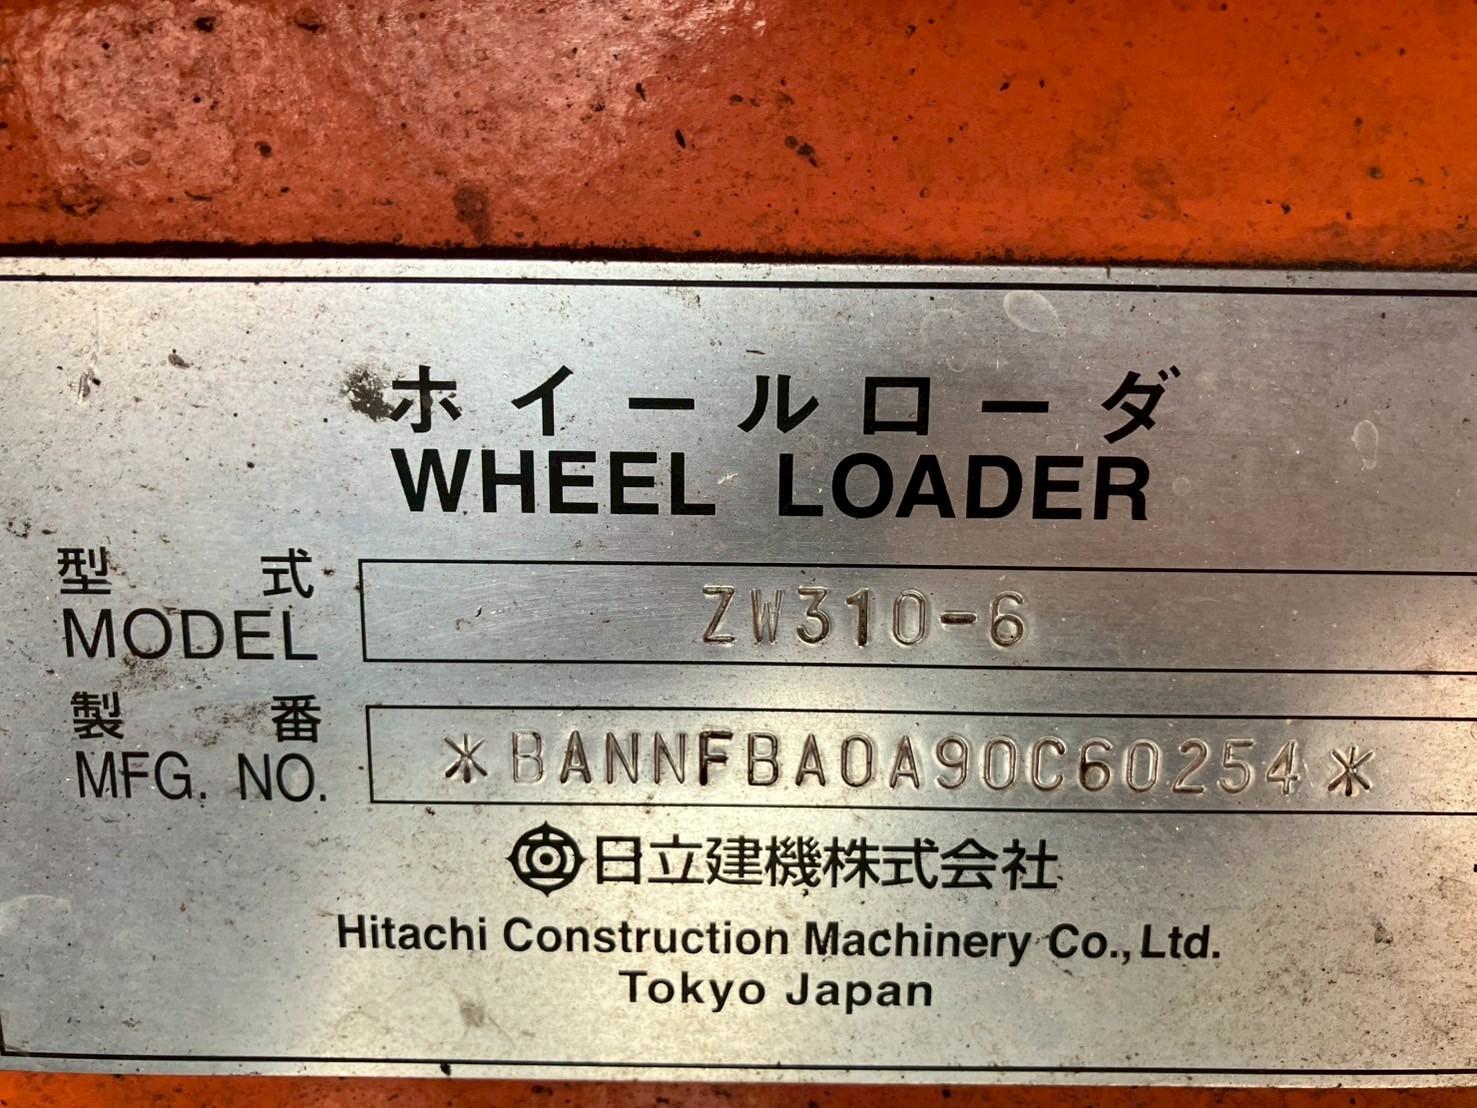 ホイールローダ
WHEEL LOADER
型式
MODEL ZW310-6
製番
MFG. NO. *BANNFBA0A90C60254*
日立建機株式会社
Hitachi Construction Machinery Co., Ltd.
Tokyo Japan